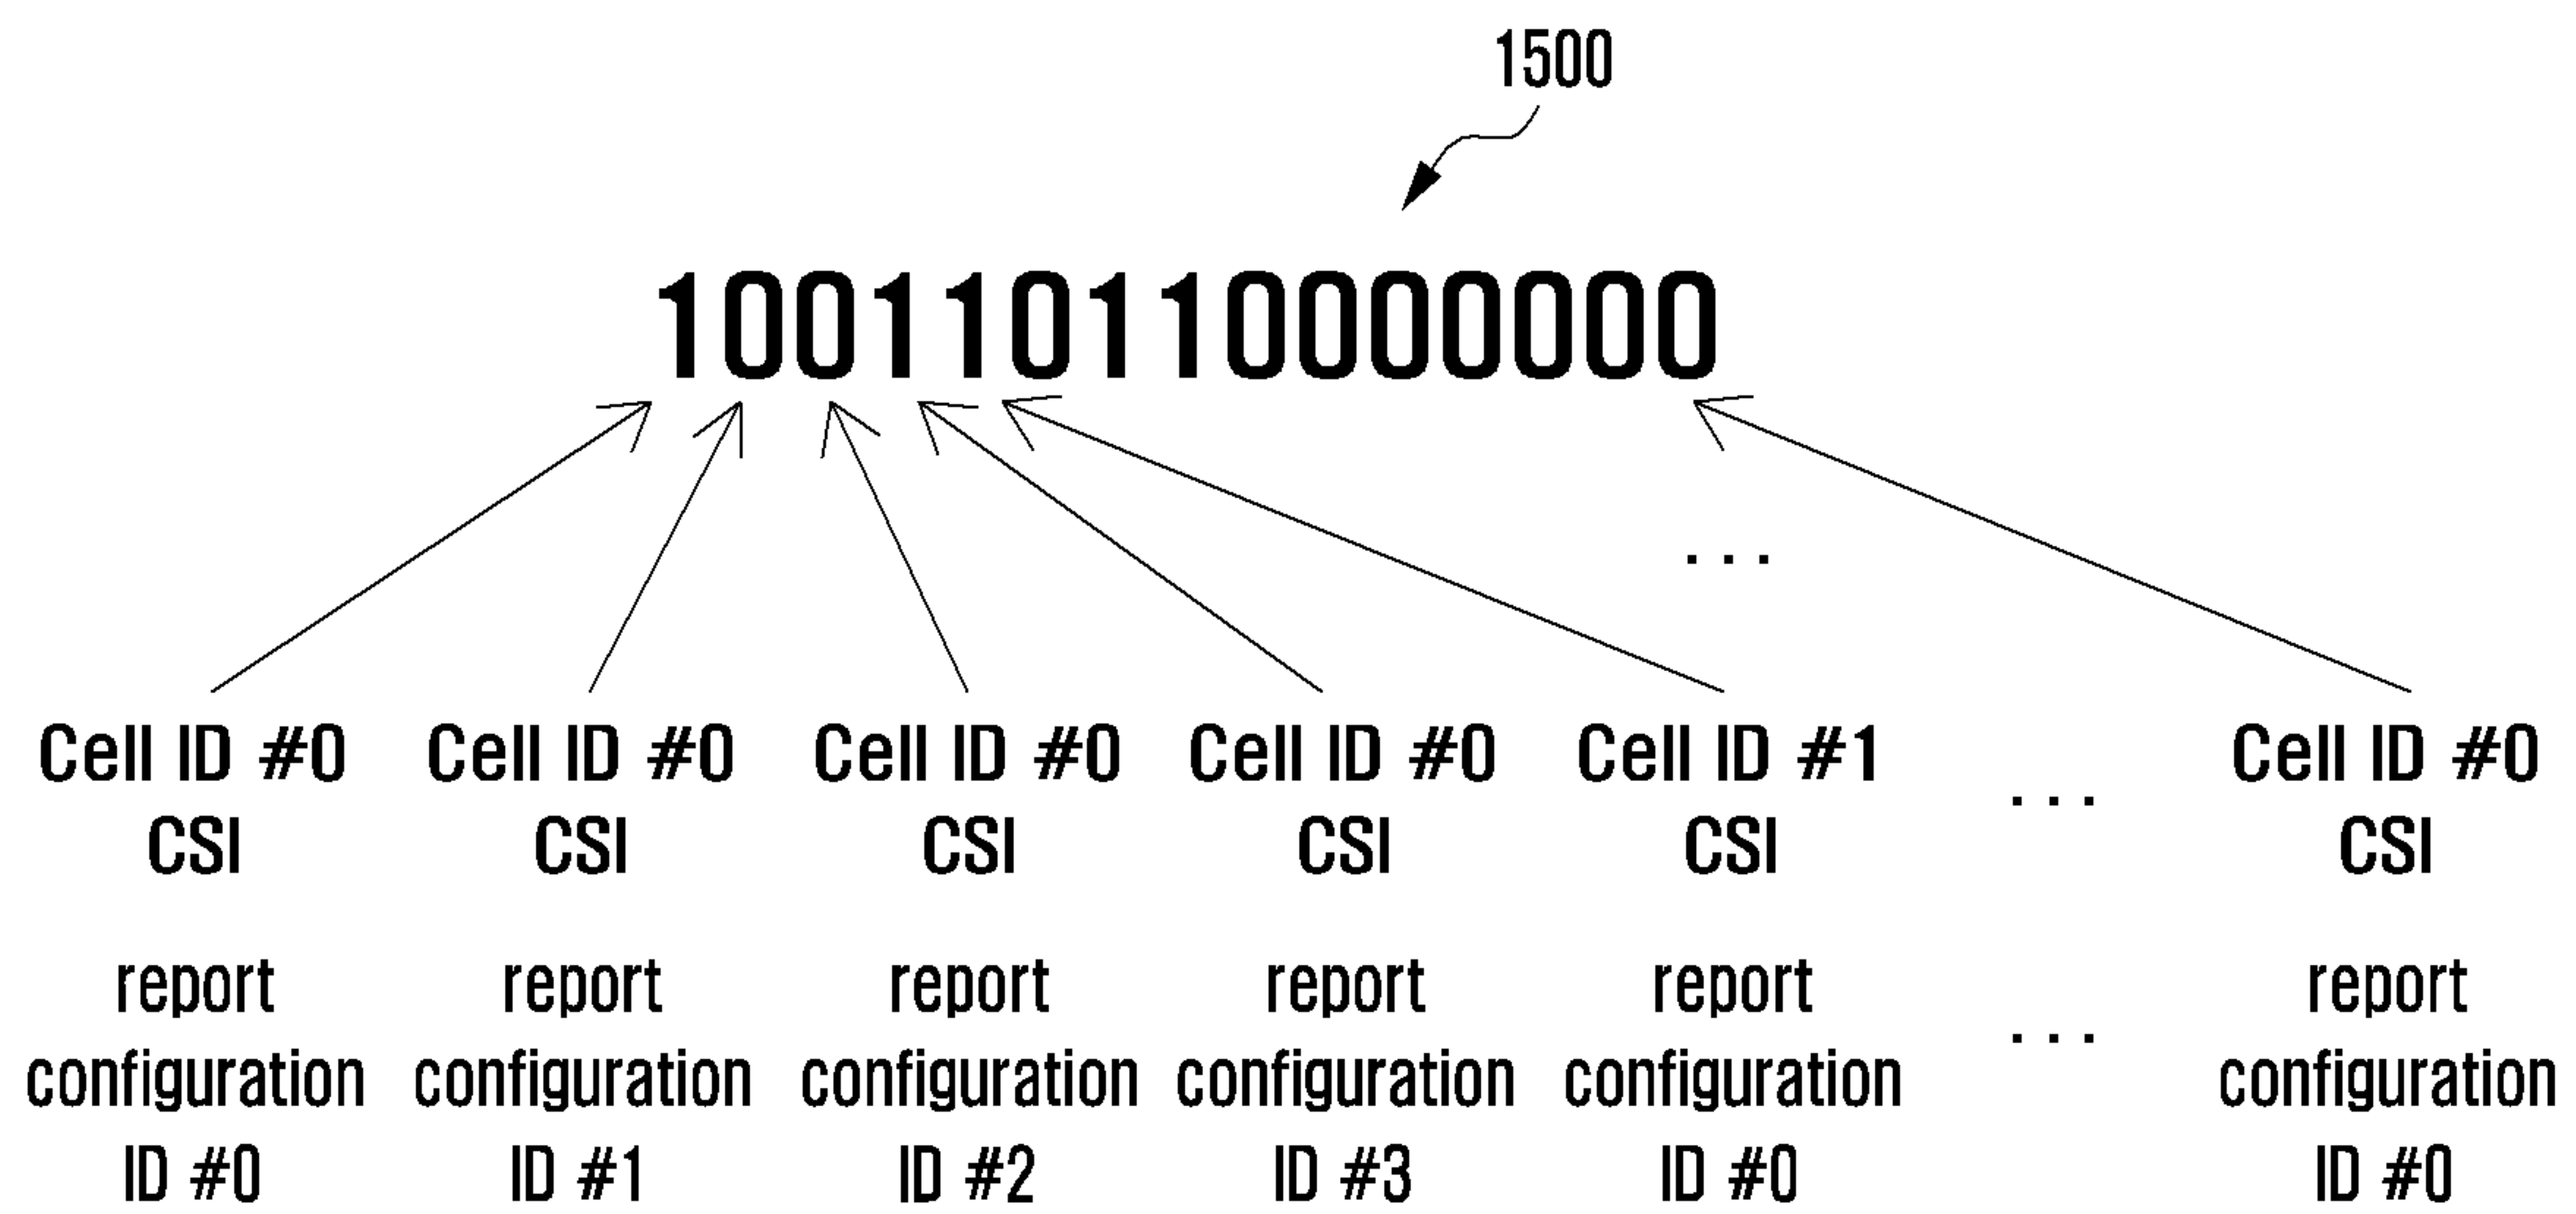 1500
100110110000000
. . .
Cell ID #0
CSI
report
configuration
ID #0
Cell ID #0
CSI
report
configuration
ID #1
Cell ID #0
CSI
report
configuration
ID #2
Cell ID #0
CSI
report
configuration
ID #3
Cell ID #1
CSI
report
configuration
ID #0
. . .
. . .
Cell ID #0
CSI
report
configuration
ID #0